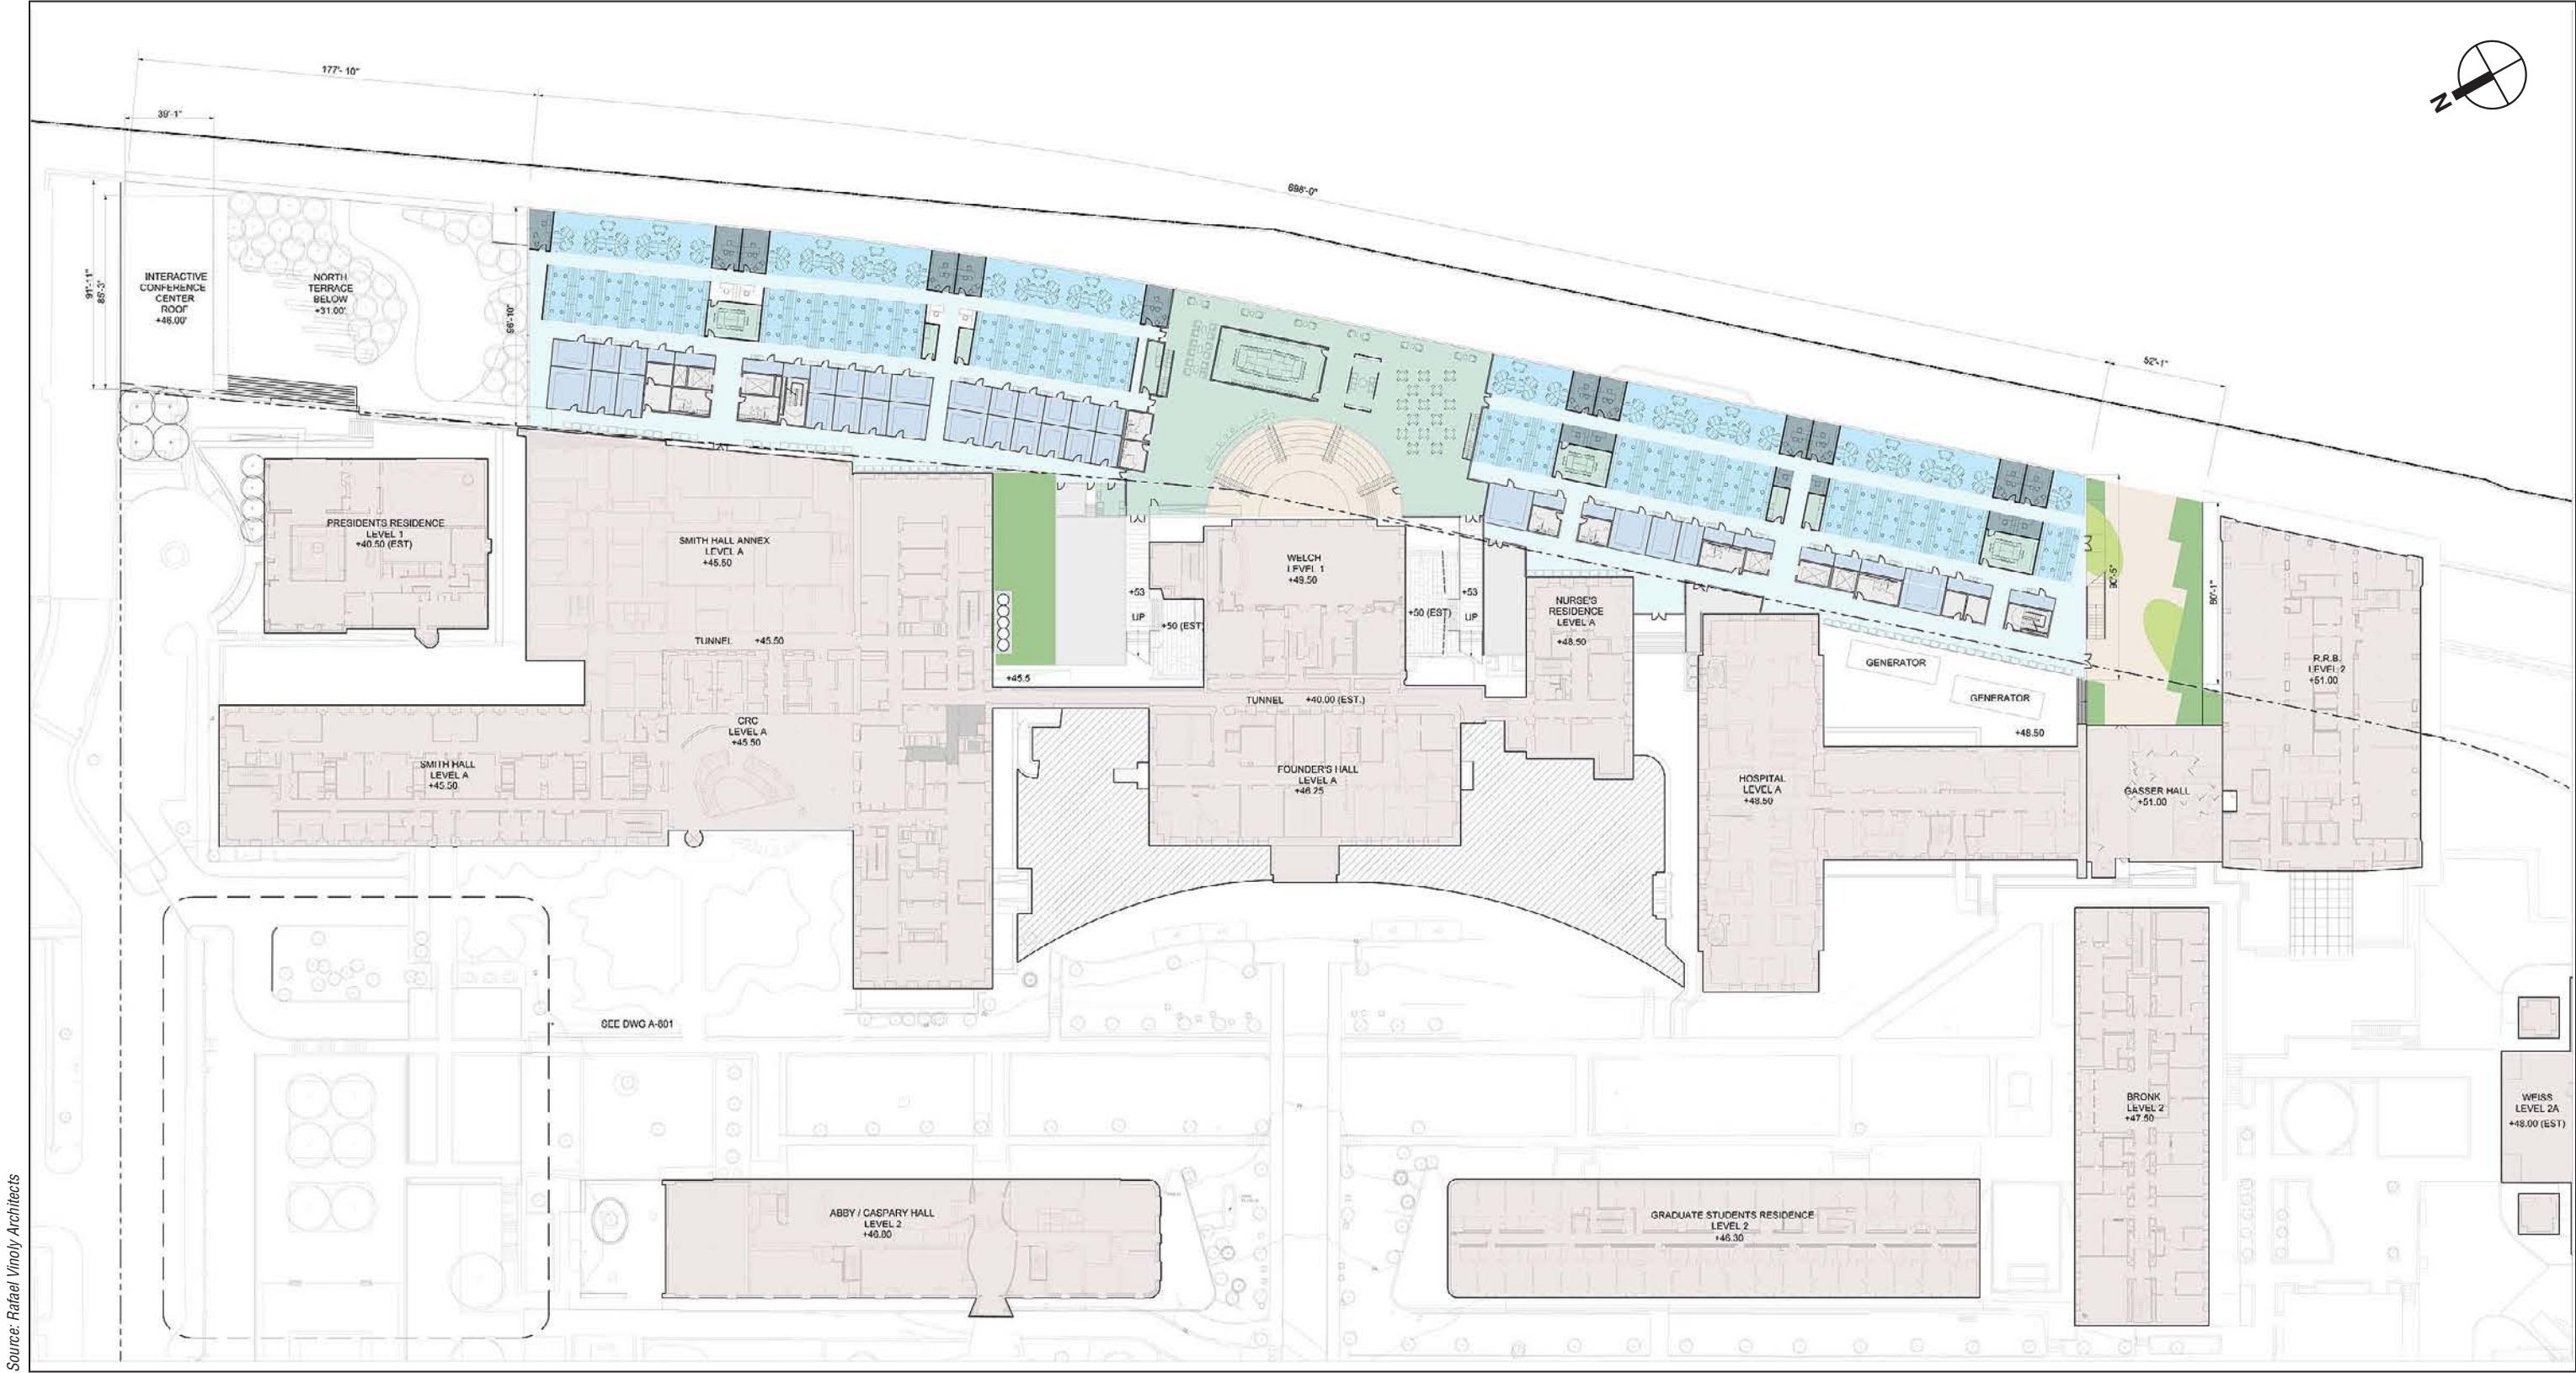 177'- 10"
39'-1"
N
698'-0"
91'-1"
85'-3"
INTERACTIVE
CONFERENCE
CENTER
ROOF
+46.00'
NORTH
TERRACE
BELOW
+31.00'
96'-10"
52'-1"
PRESIDENTS RESIDENCE
LEVEL 1
+40.50 (EST)
SMITH HALL ANNEX
LEVEL A
+45.50
WELCH
LEVEL 1
+49.50
+53
UP
+50 (EST)
+50 (EST)
+53
UP
NURSE'S
RESIDENCE
LEVEL A
+48.50
90'-5"
80'-1"
TUNNEL +45.50
+45.5
GENERATOR
GENERATOR
+48.50
R.R.B.
LEVEL 2
+51.00
TUNNEL +40.00 (EST.)
CRC
LEVEL A
+45.50
SMITH HALL
LEVEL A
+45.50
FOUNDER'S HALL
LEVEL A
+46.25
HOSPITAL
LEVEL A
+48.50
GASSER HALL
+51.00
SEE DWG A-801
BRONK
LEVEL 2
+47.50
WEISS
LEVEL 2A
+48.00 (EST)
ABBY / CASPARY HALL
LEVEL 2
+46.80
GRADUATE STUDENTS RESIDENCE
LEVEL 2
+46.30
Source: Rafael Vinoly Architects